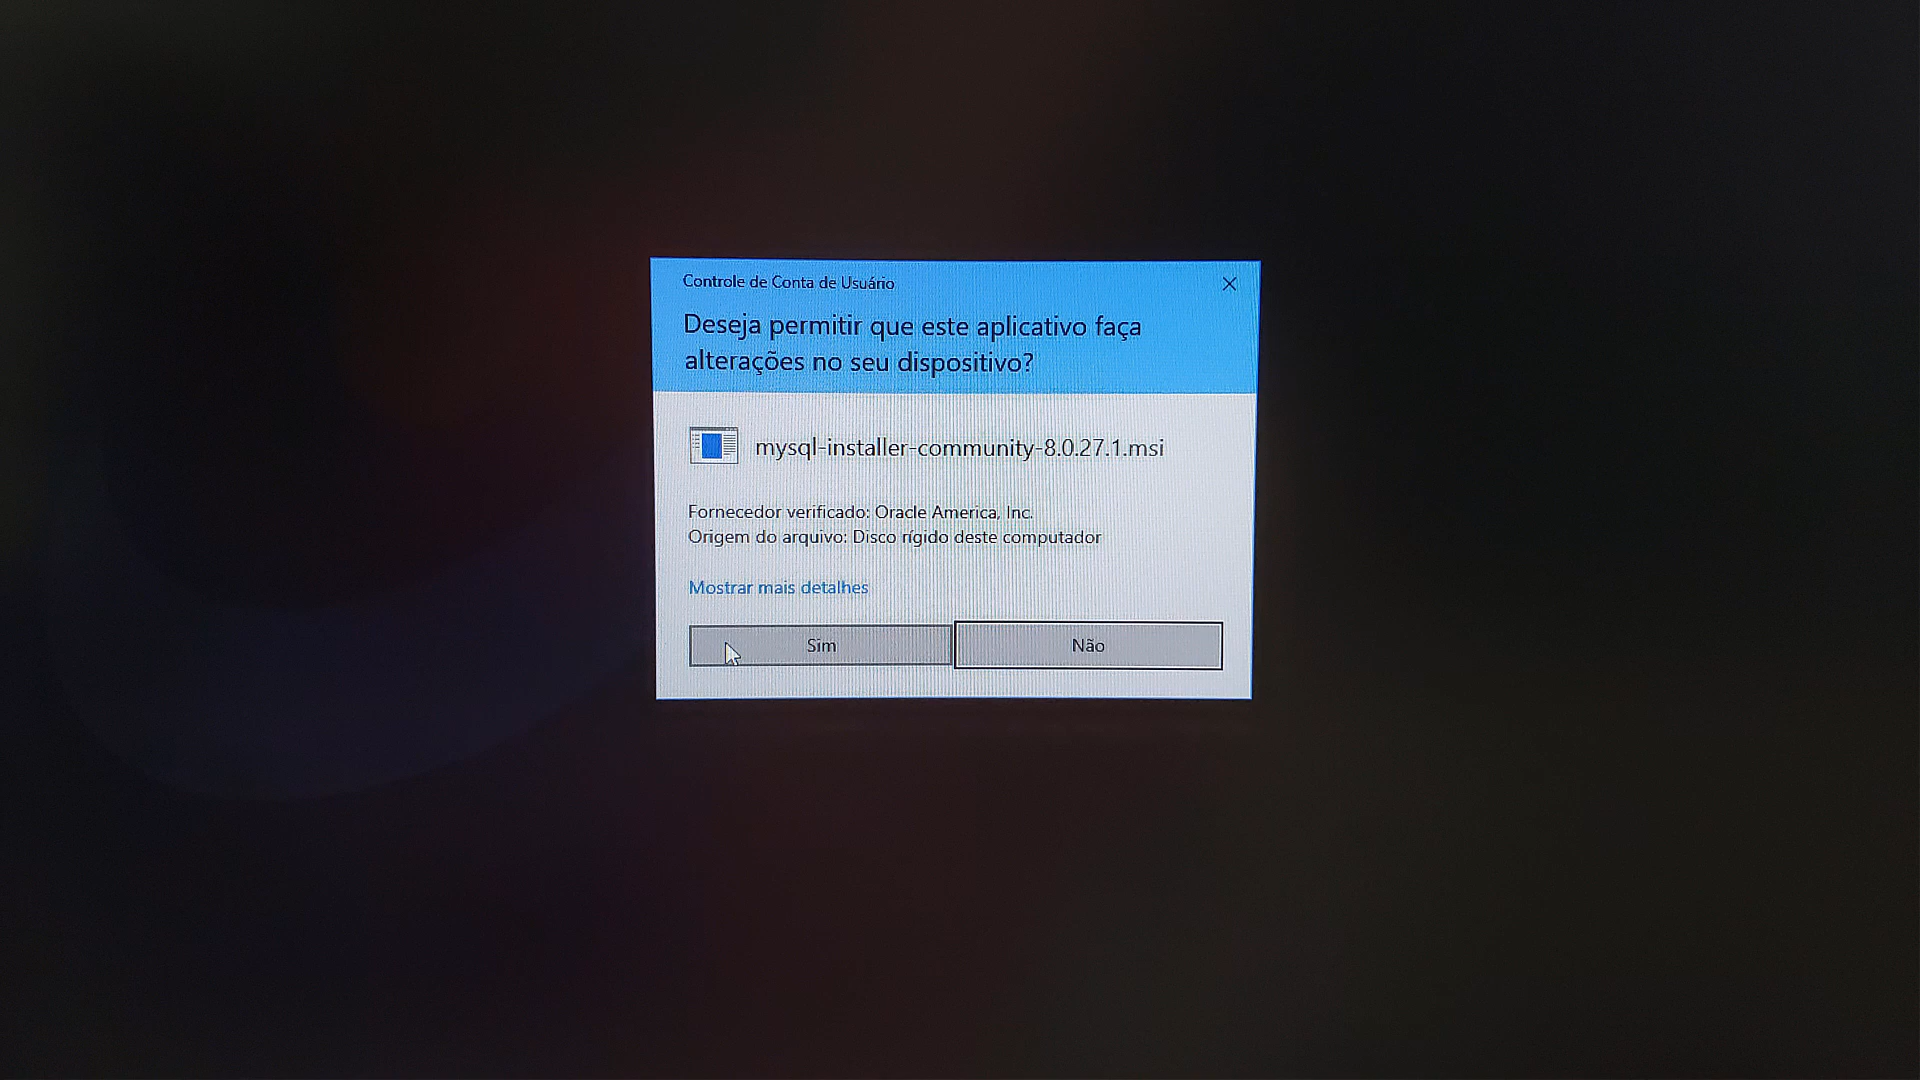 Controle de Conta de Usuário
Deseja permitir que este aplicativo faça
alterações no seu dispositivo?
mysql-installer-community-8.0.27.1.msi
Fornecedor verificado: Oracle America, Inc.
Origem do arquivo: Disco rígido deste computador
Mostrar mais detalhes
Sim
Não